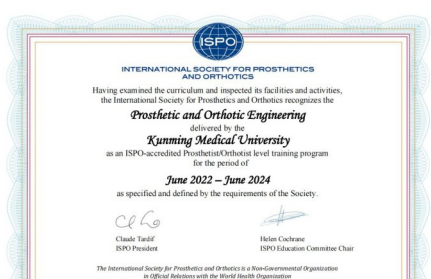 ISPO
INTERNATIONAL SOCIETY FOR PROSTHETICS
AND ORTHOTICS
Having examined the curriculum and inspected its facilities and activities,
the International Society for Prosthetics and Orthotics recognizes the
Prosthetic and Orthotic Engineering
delivered by the
Kunming Medical University
as an ISPO-accredited Prosthetist/Orthotist level training program
for the period of
June 2022 – June 2024
as specified and defined by the requirements of the Society.
Claude Tardif
ISPO President
Helen Cochrane
ISPO Education Committee Chair
The International Society for Prosthetics and Orthotics is a Non-Governmental Organization
in Official Relations with the World Health Organization